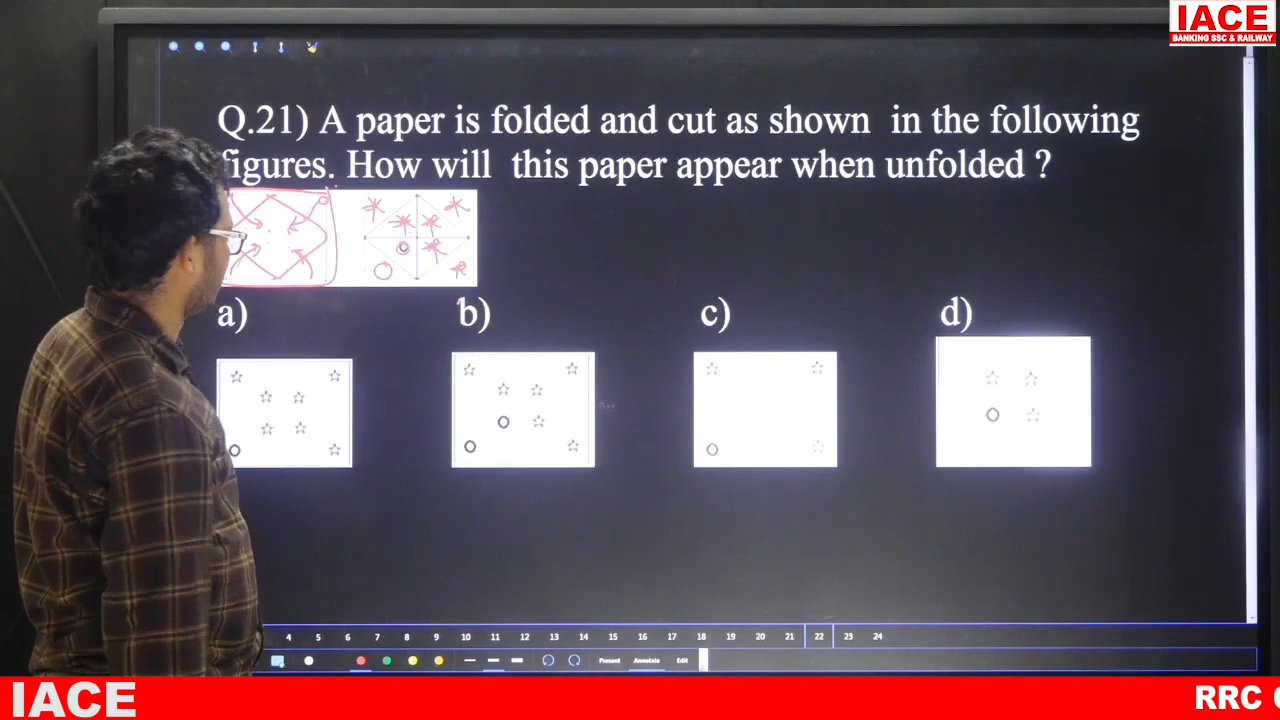 IACE
BANKING SSC & RAILWAY
Q.21) A paper is folded and cut as shown in the following
figures. How will this paper appear when unfolded ?
a)
b)
c)
d)
4 5 6 7 8 9 10 11 12 13 14 15 16 17 18 19 20 21 22 23 24
Present Annotate Edit
IACE
RRC